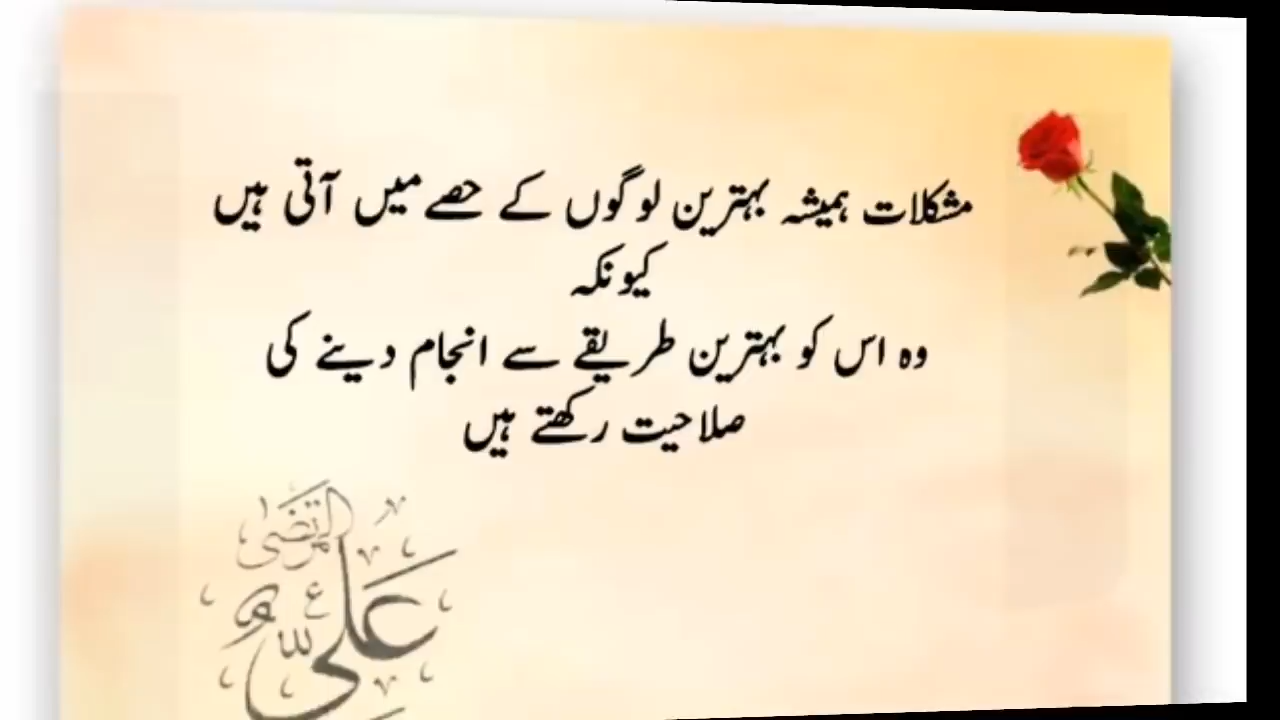 مشکلات ہمیشہ بہترین لوگوں کے حصے میں آتی ہیں
کیونکہ
وہ اس کو بہترین طریقے سے انجام دینے کی
صلاحیت رکھتے ہیں
علی المرتضیٰ